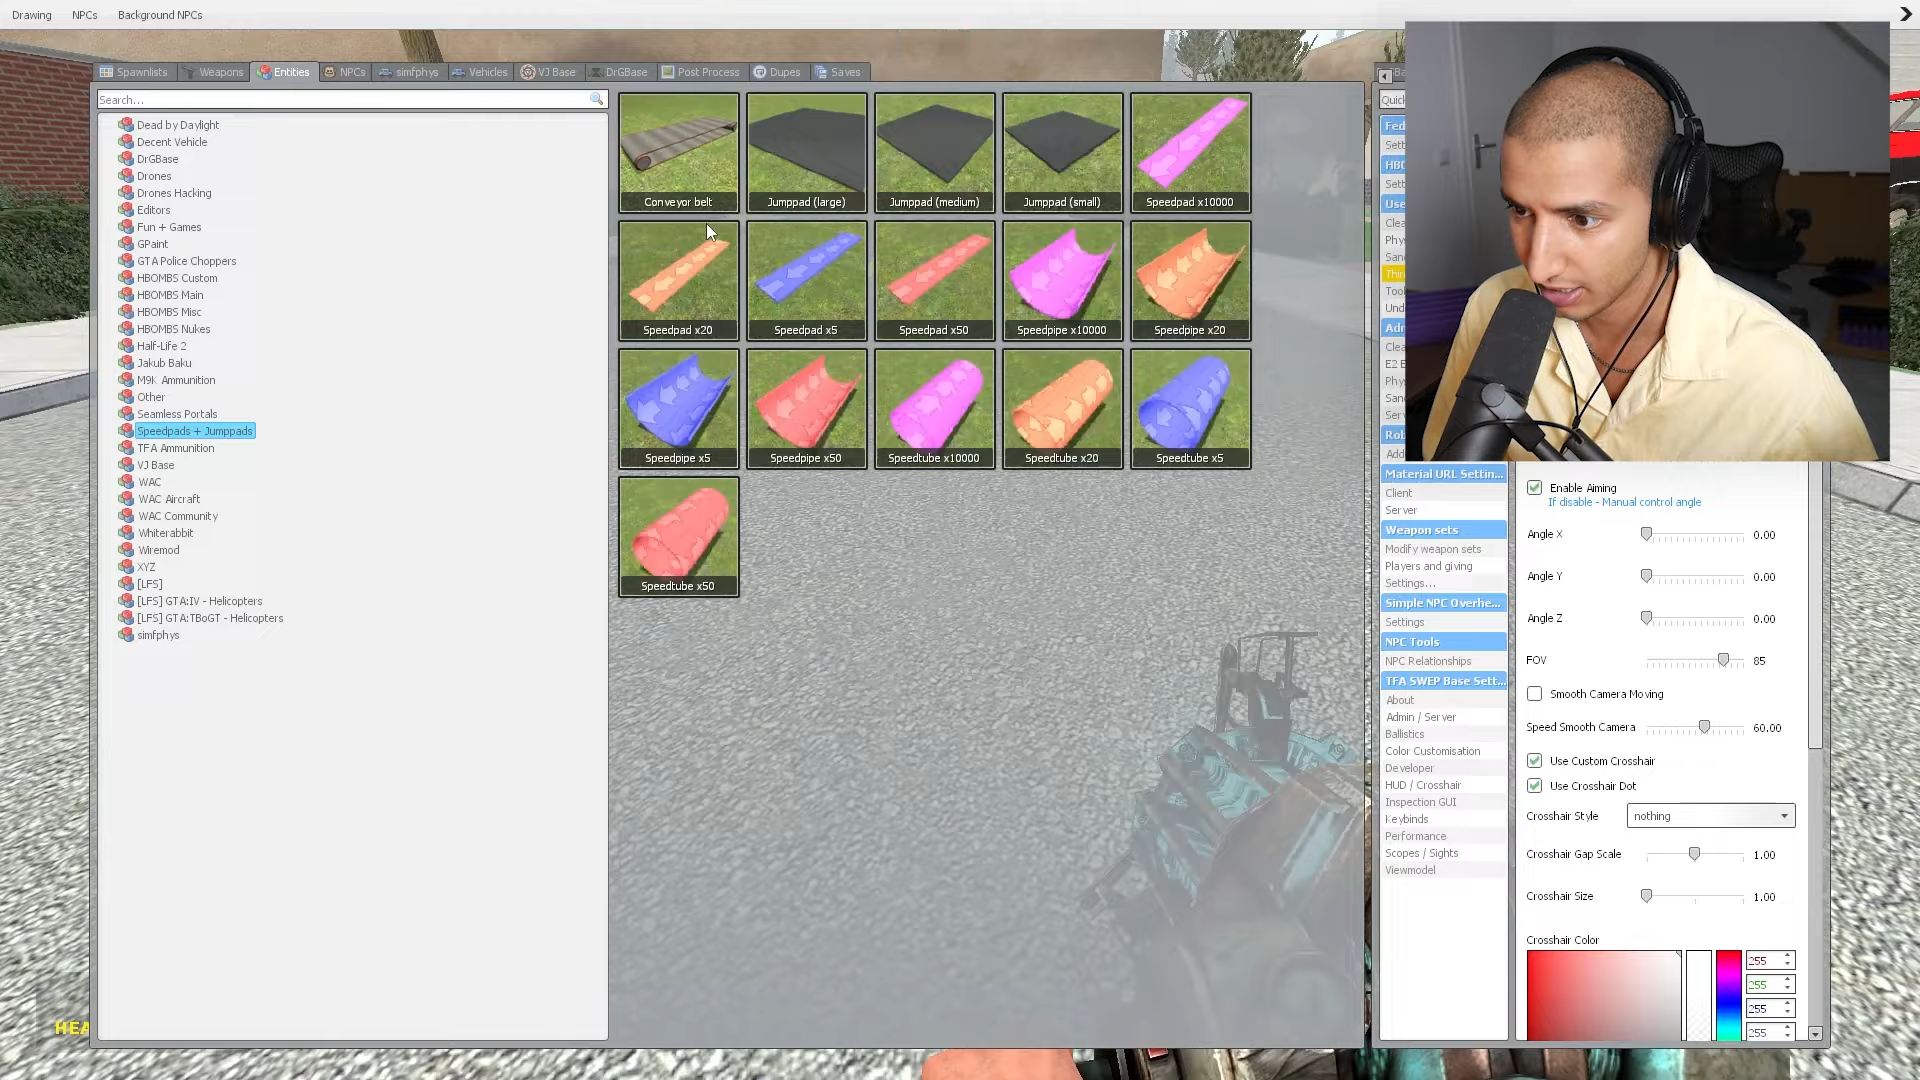 Drawing NPCs Background NPCs
Spawnlists Weapons Entities NPCs simfphys Vehicles VJ Base DrGBase Post Process Dupes Saves
Search...
Dead by Daylight
Decent Vehicle
DrGBase
Drones
Drones Hacking
Editors
Fun + Games
GPaint
GTA Police Choppers
HBOMBS Custom
HBOMBS Main
HBOMBS Misc
HBOMBS Nukes
Half-Life 2
Jakub Baku
M9K Ammunition
Other
Seamless Portals
Speedpads + Jumppads
TFA Ammunition
VJ Base
WAC
WAC Aircraft
WAC Community
Whiterabbit
Wiremod
XYZ
[LFS]
[LFS] GTA:IV - Helicopters
[LFS] GTA:TBoGT - Helicopters
simfphys
Conveyor belt Jumppad (large) Jumppad (medium) Jumppad (small) Speedpad x10000
Speedpad x20 Speedpad x5 Speedpad x50 Speedpipe x10000 Speedpipe x20
Speedpipe x5 Speedpipe x50 Speedtube x10000 Speedtube x20 Speedtube x5
Speedtube x50
Material URL Settin...
Client
Server
Weapon sets
Modify weapon sets
Players and giving
Settings...
Simple NPC Overhe...
Settings
NPC Tools
NPC Relationships
TFA SWEP Base Sett...
About
Admin / Server
Ballistics
Color Customisation
Developer
HUD / Crosshair
Inspection GUI
Keybinds
Performance
Scopes / Sights
Viewmodel
Enable Aiming
If disable - Manual control angle
Angle X 0.00
Angle Y 0.00
Angle Z 0.00
FOV 85
Smooth Camera Moving
Speed Smooth Camera 60.00
Use Custom Crosshair
Use Crosshair Dot
Crosshair Style nothing
Crosshair Gap Scale 1.00
Crosshair Size 1.00
Crosshair Color
255
255
255
255